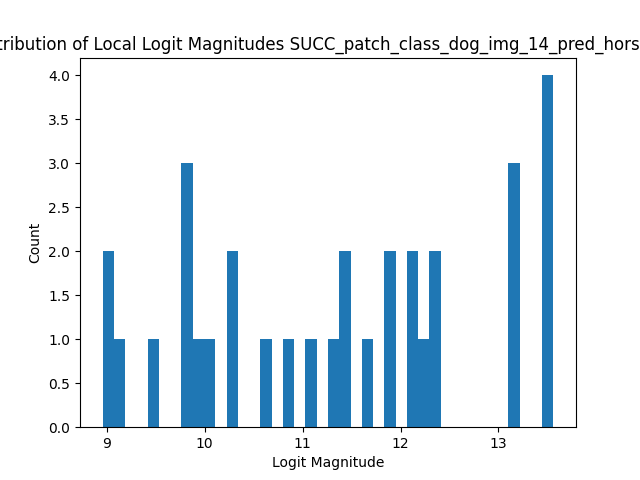 tribution of Local Logit Magnitudes SUCC_patch_class_dog_img_14_pred_hors
4.0
3.5
3.0
2.5
2.0
1.5
1.0
0.5
0.0
Count
9 10 11 12 13
Logit Magnitude